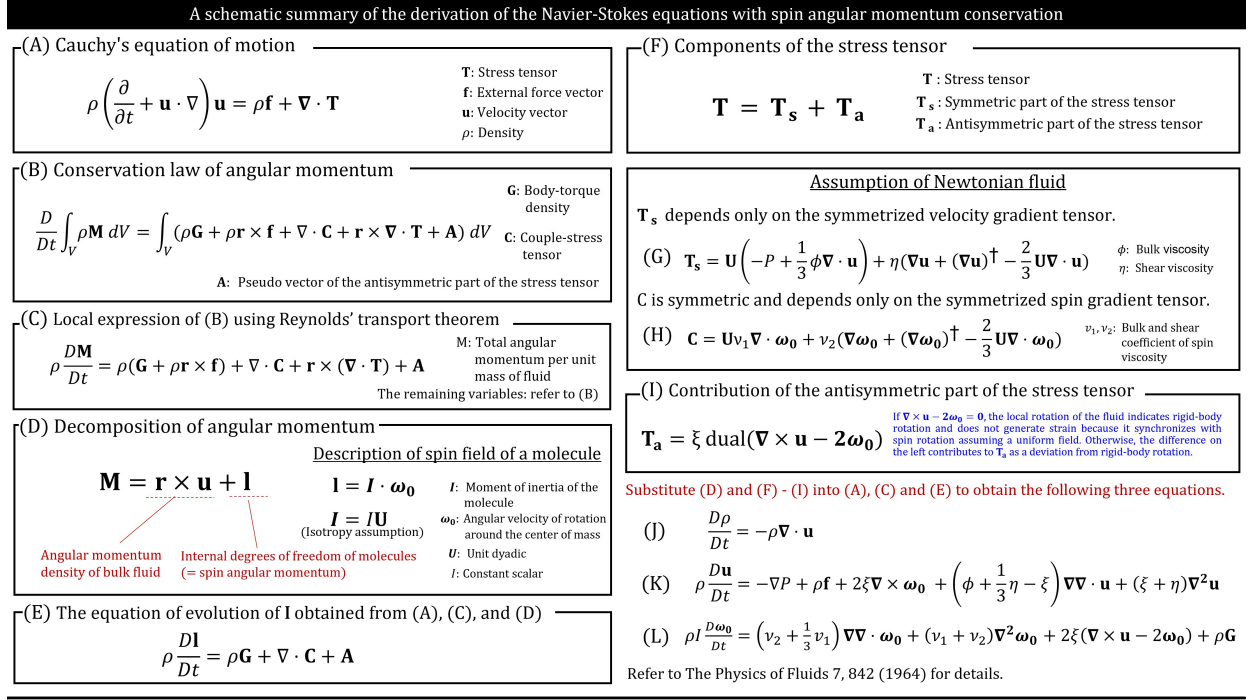 A schematic summary of the derivation of the Navier-Stokes equations with spin angular momentum conservation
(A) Cauchy's equation of motion
ρ(∂/∂t + u · ∇)u = ρf + ∇ · T
T: Stress tensor
f: External force vector
u: Velocity vector
ρ: Density
(B) Conservation law of angular momentum
D/Dt ∫_V ρM dV = ∫_V (ρG + ρr × f + ∇ · C + r × ∇ · T + A) dV
G: Body-torque
density
C: Couple-stress
tensor
A: Pseudo vector of the antisymmetric part of the stress tensor
(C) Local expression of (B) using Reynolds’ transport theorem
ρ DM/Dt = ρ(G + ρr × f) + ∇ · C + r × (∇ · T) + A
M: Total angular
momentum per unit
mass of fluid
The remaining variables: refer to (B)
(D) Decomposition of angular momentum
M = r × u + l
Angular momentum
density of bulk fluid
Internal degrees of freedom of molecules
(= spin angular momentum)
Description of spin field of a molecule
l = I · ω₀
I = IU
(Isotropy assumption)
I: Moment of inertia of the
molecule
ω₀: Angular velocity of rotation
around the center of mass
U: Unit dyadic
I: Constant scalar
(E) The equation of evolution of l obtained from (A), (C), and (D)
ρ Dl/Dt = ρG + ∇ · C + A
(F) Components of the stress tensor
T = T_s + T_a
T : Stress tensor
T_s : Symmetric part of the stress tensor
T_a : Antisymmetric part of the stress tensor
Assumption of Newtonian fluid
T_s depends only on the symmetrized velocity gradient tensor.
(G) T_s = U(−P + 1/3 ϕ∇ · u) + η(∇u + (∇u)† − 2/3 U∇ · u)
ϕ: Bulk viscosity
η: Shear viscosity
C is symmetric and depends only on the symmetrized spin gradient tensor.
(H) C = Uν₁∇ · ω₀ + ν₂(∇ω₀ + (∇ω₀)† − 2/3 U∇ · ω₀)
ν₁, ν₂: Bulk and shear
coefficient of spin
viscosity
(I) Contribution of the antisymmetric part of the stress tensor
T_a = ξ dual(∇ × u − 2ω₀)
If ∇ × u − 2ω₀ = 0, the local rotation of the fluid indicates rigid-body
rotation and does not generate strain because it synchronizes with
spin rotation assuming a uniform field. Otherwise, the difference on
the left contributes to T_a as a deviation from rigid-body rotation.
Substitute (D) and (F) - (I) into (A), (C) and (E) to obtain the following three equations.
(J) Dρ/Dt = −ρ∇ · u
(K) ρ Du/Dt = −∇P + ρf + 2ξ∇ × ω₀ + (ϕ + 1/3 η − ξ)∇∇ · u + (ξ + η)∇²u
(L) ρI Dω₀/Dt = (ν₂ + 1/3 ν₁)∇∇ · ω₀ + (ν₁ + ν₂)∇²ω₀ + 2ξ(∇ × u − 2ω₀) + ρG
Refer to The Physics of Fluids 7, 842 (1964) for details.